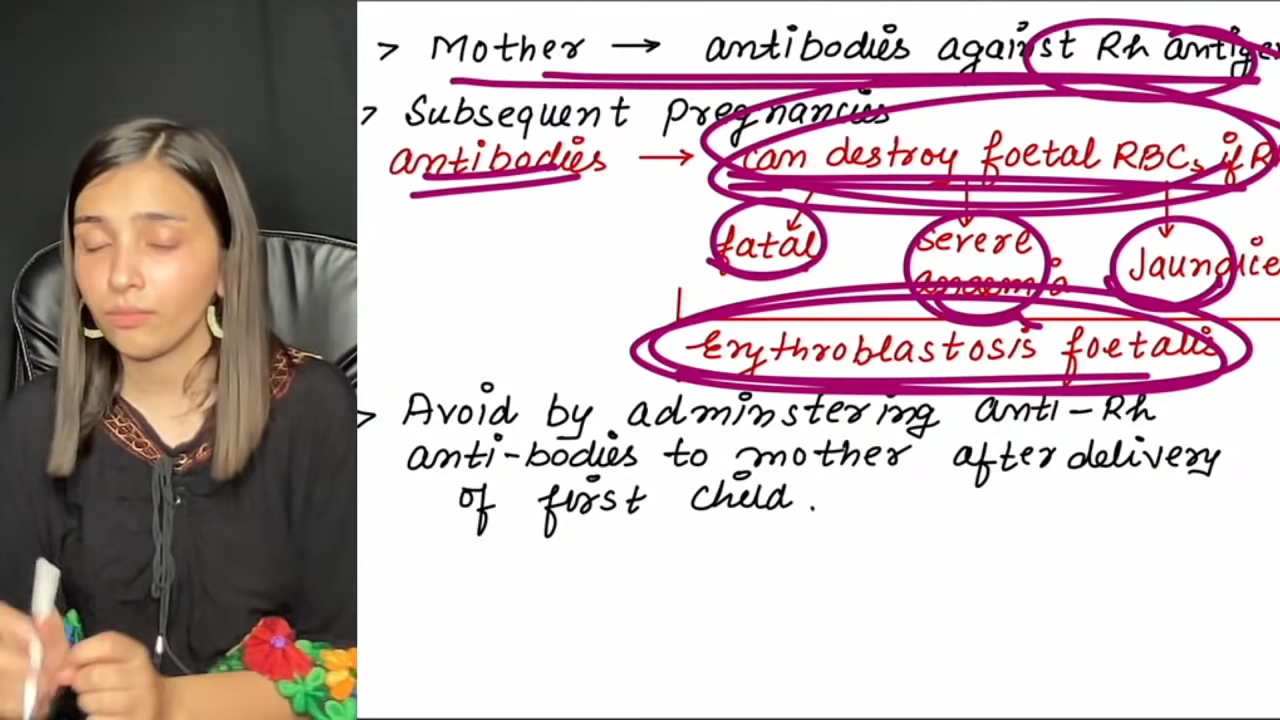 > Mother → antibodies against Rh antigen
> Subsequent pregnancies
antibodies → can destroy foetal RBCs if R
fatal severe Jaundice
anaemia
Erythroblastosis foetalis
> Avoid by adminstering anti-Rh
anti-bodies to mother after delivery
of first child.